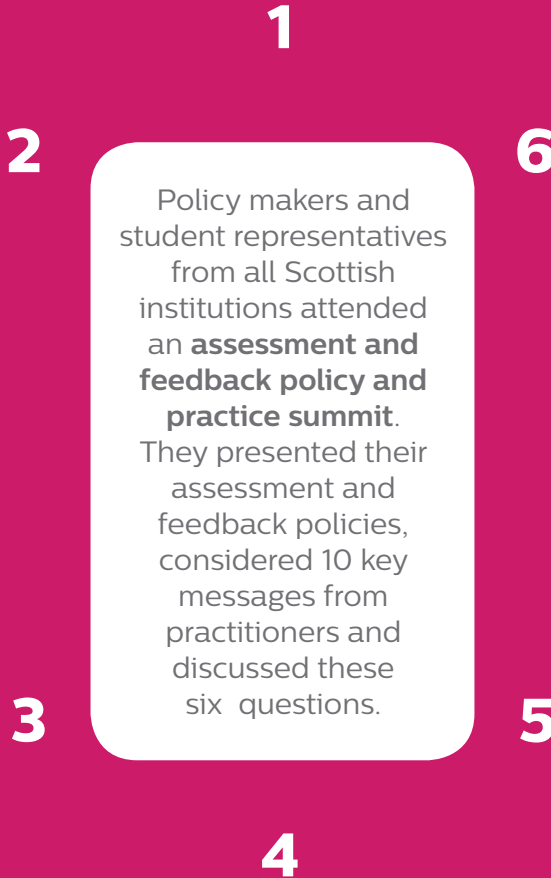 1
2
6
Policy makers and
student representatives
from all Scottish
institutions attended
an assessment and
feedback policy and
practice summit.
They presented their
assessment and
feedback policies,
considered 10 key
messages from
practitioners and
discussed these
six questions.
3
5
4